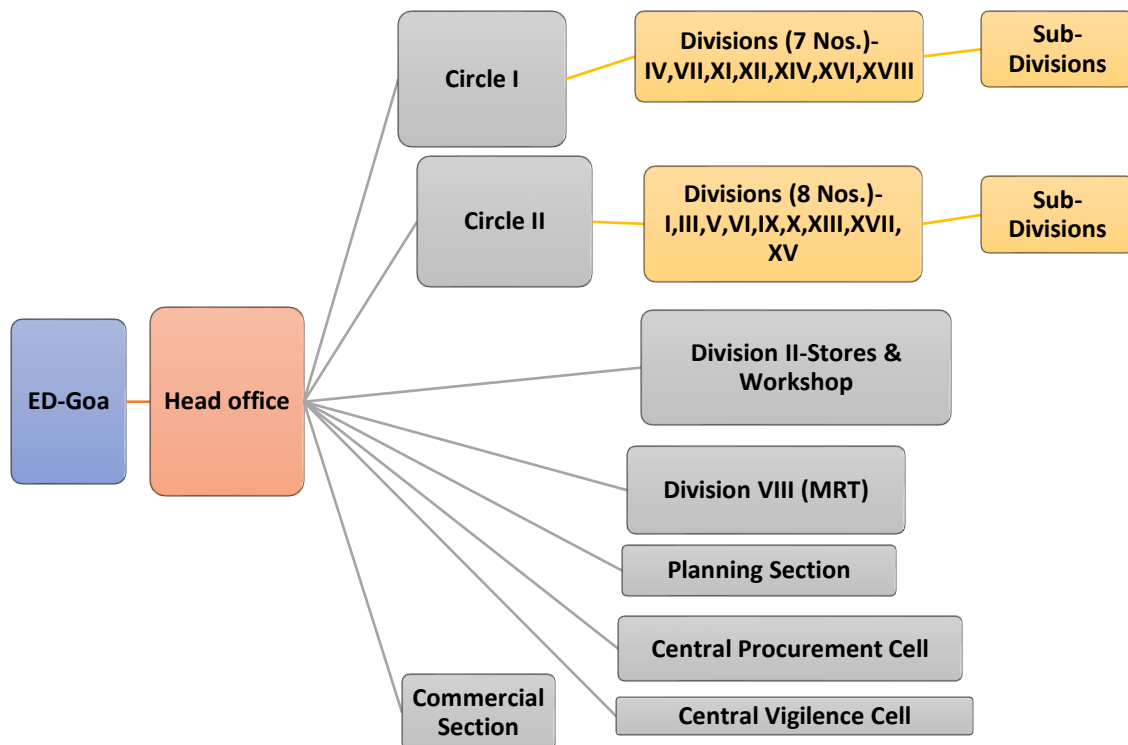 ED-Goa
Head office
Circle I
Divisions (7 Nos.)-
IV,VII,XI,XII,XIV,XVI,XVIII
Sub-
Divisions
Circle II
Divisions (8 Nos.)-
I,III,V,VI,IX,X,XIII,XVII,
XV
Sub-
Divisions
Division II-Stores &
Workshop
Division VIII (MRT)
Planning Section
Central Procurement Cell
Central Vigilence Cell
Commercial
Section